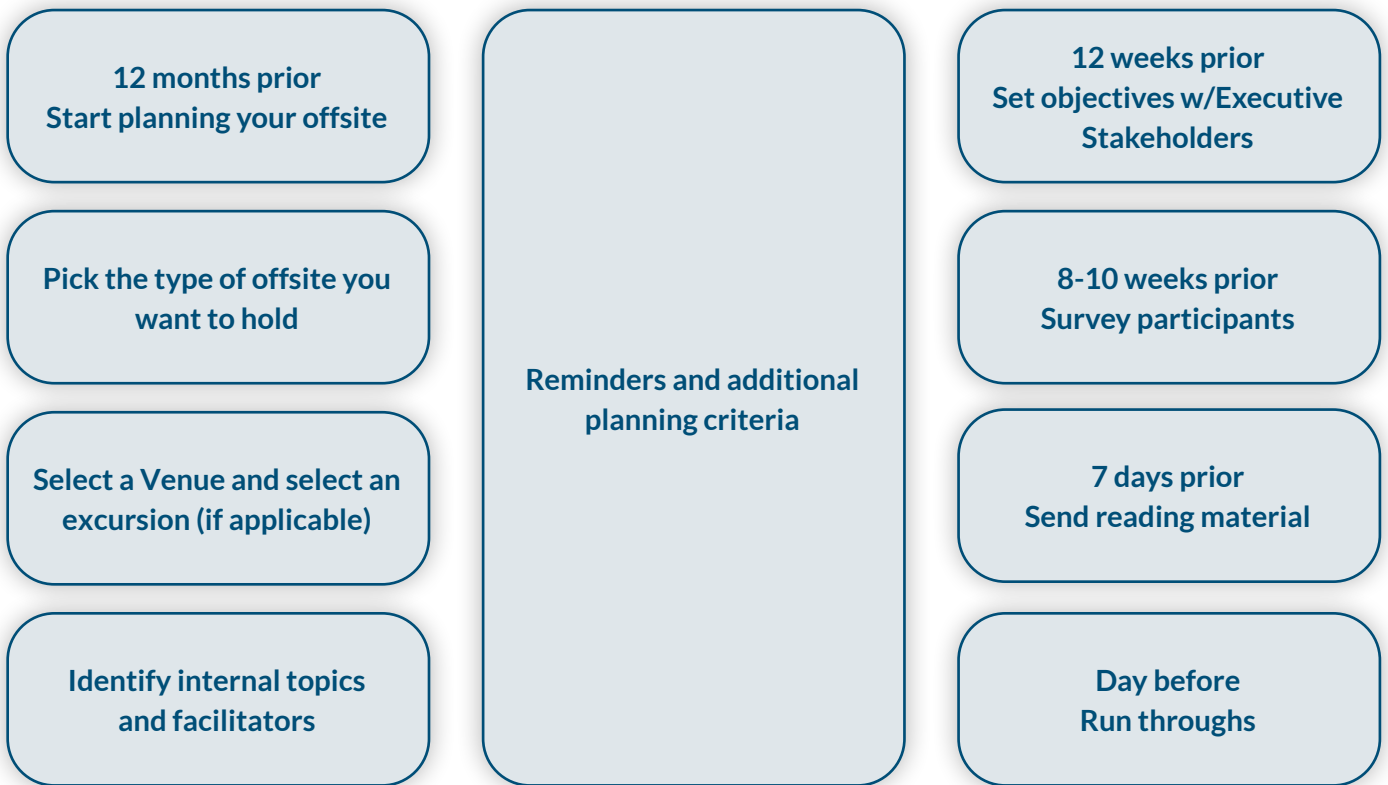 12 months prior
Start planning your offsite
Pick the type of offsite you
want to hold
Select a Venue and select an
excursion (if applicable)
Identify internal topics
and facilitators
Reminders and additional
planning criteria
12 weeks prior
Set objectives w/Executive
Stakeholders
8-10 weeks prior
Survey participants
7 days prior
Send reading material
Day before
Run throughs